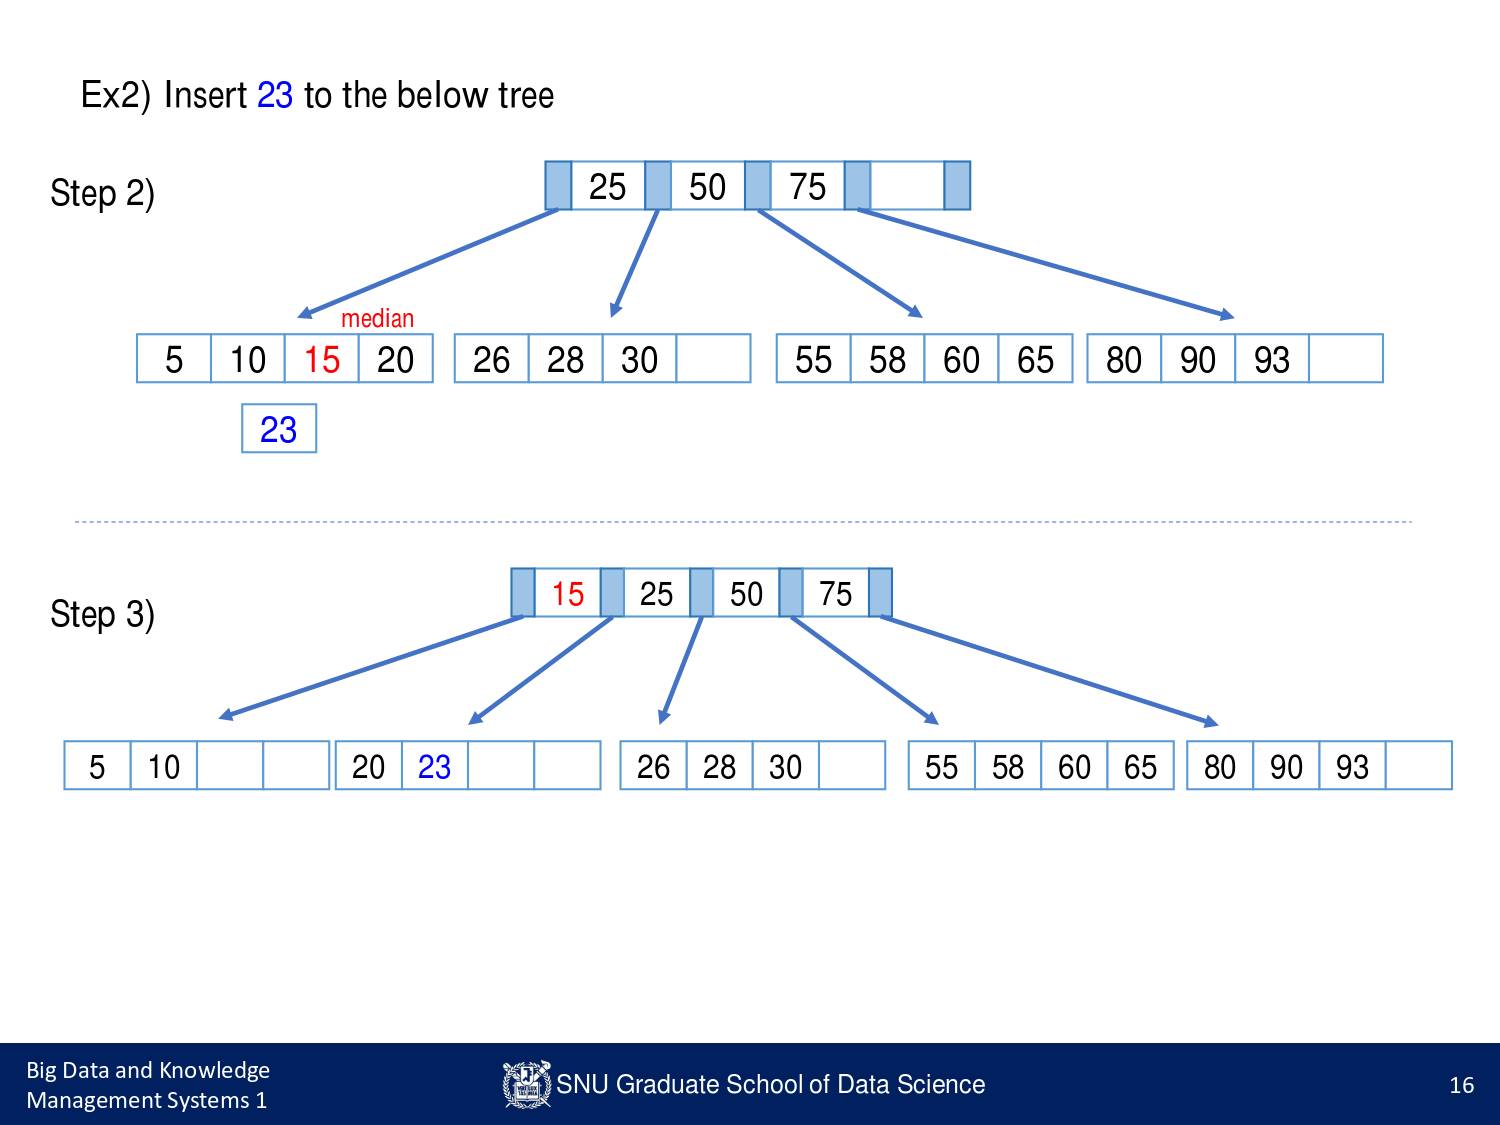 Ex2) Insert 23 to the below tree
Step 2)
25 50 75
median
5 10 15 20 26 28 30 55 58 60 65 80 90 93
23
Step 3)
15 25 50 75
5 10 20 23 26 28 30 55 58 60 65 80 90 93
Big Data and Knowledge
Management Systems 1
SNU Graduate School of Data Science
16